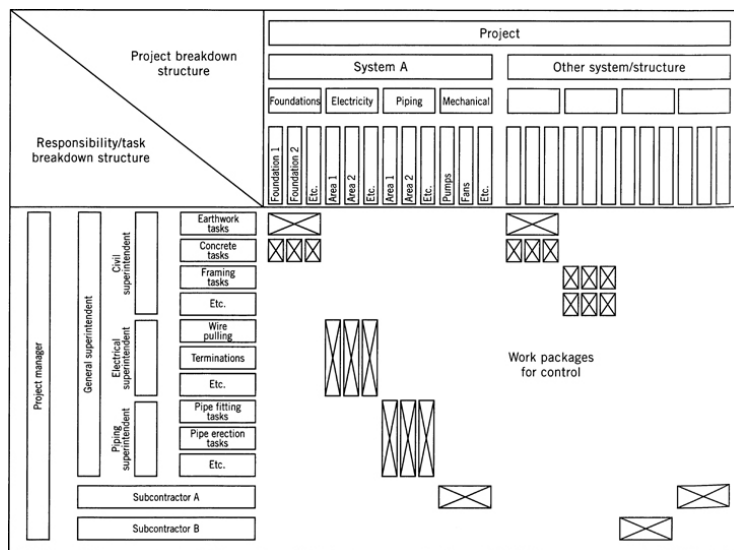 Project breakdown
structure
Responsibility/task
breakdown structure
Project
System A
Other system/structure
Foundations
Electricity
Piping
Mechanical
Foundation 1
Foundation 2
Etc.
Area 1
Area 2
Etc.
Area 1
Area 2
Etc.
Pumps
Fans
Etc.
Project manager
General superintendent
Civil
superintendent
Earthwork
tasks
Concrete
tasks
Framing
tasks
Etc.
Electrical
superintendent
Wire
pulling
Terminations
Etc.
Piping
superintendent
Pipe fitting
tasks
Pipe erection
tasks
Etc.
Subcontractor A
Subcontractor B
Work packages
for control